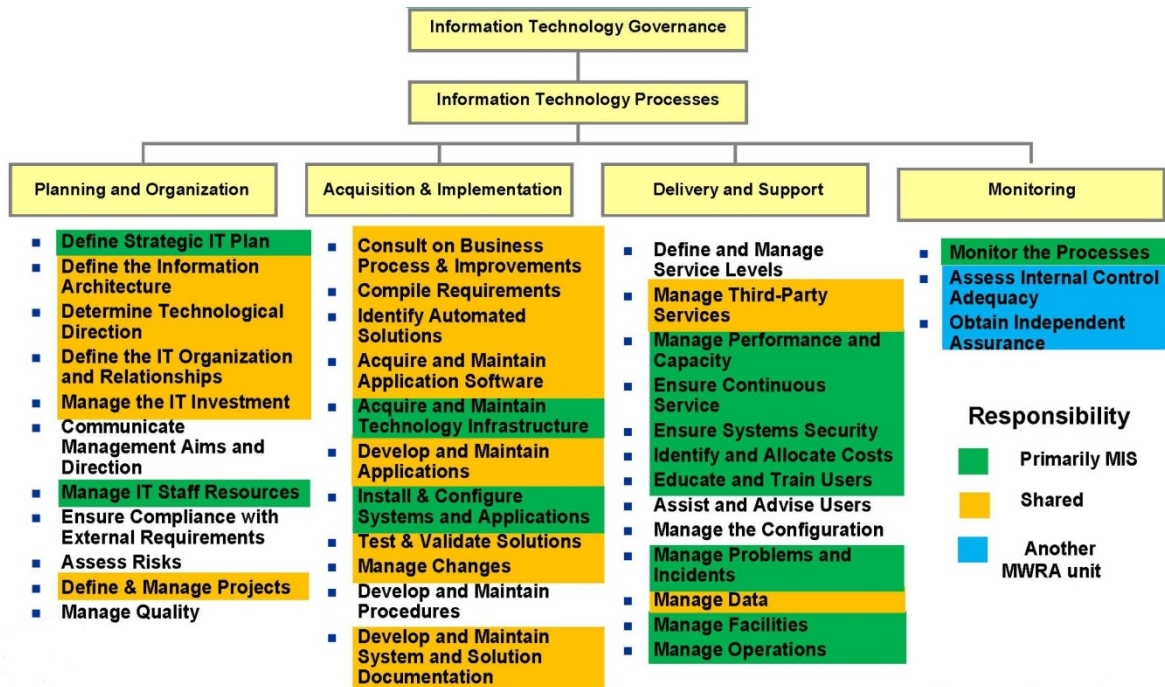 Information Technology Governance
Information Technology Processes
Planning and Organization
Define Strategic IT Plan
Define the Information
Architecture
Determine Technological
Direction
Define the IT Organization
and Relationships
Manage the IT Investment
Communicate
Management Aims and
Direction
Manage IT Staff Resources
Ensure Compliance with
External Requirements
Assess Risks
Define & Manage Projects
Manage Quality
Acquisition & Implementation
Consult on Business
Process & Improvements
Compile Requirements
Identify Automated
Solutions
Acquire and Maintain
Application Software
Acquire and Maintain
Technology Infrastructure
Develop and Maintain
Applications
Install & Configure
Systems and Applications
Test & Validate Solutions
Manage Changes
Develop and Maintain
Procedures
Develop and Maintain
System and Solution
Documentation
Delivery and Support
Define and Manage
Service Levels
Manage Third-Party
Services
Manage Performance and
Capacity
Ensure Continuous
Service
Ensure Systems Security
Identify and Allocate Costs
Educate and Train Users
Assist and Advise Users
Manage the Configuration
Manage Problems and
Incidents
Manage Data
Manage Facilities
Manage Operations
Monitoring
Monitor the Processes
Assess Internal Control
Adequacy
Obtain Independent
Assurance
Responsibility
Primarily MIS
Shared
Another
MWRA unit